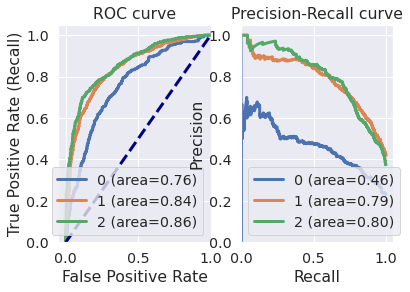 ROC curve
True Positive Rate (Recall)
1.0
0.8
0.6
0.4
0.2
0.0
0 (area=0.76)
1 (area=0.84)
2 (area=0.86)
0.0 0.5 1.0
False Positive Rate
Precision-Recall curve
Precision
1.0
0.8
0.6
0.4
0.2
0.0
0 (area=0.46)
1 (area=0.79)
2 (area=0.80)
0.0 0.5 1.0
Recall